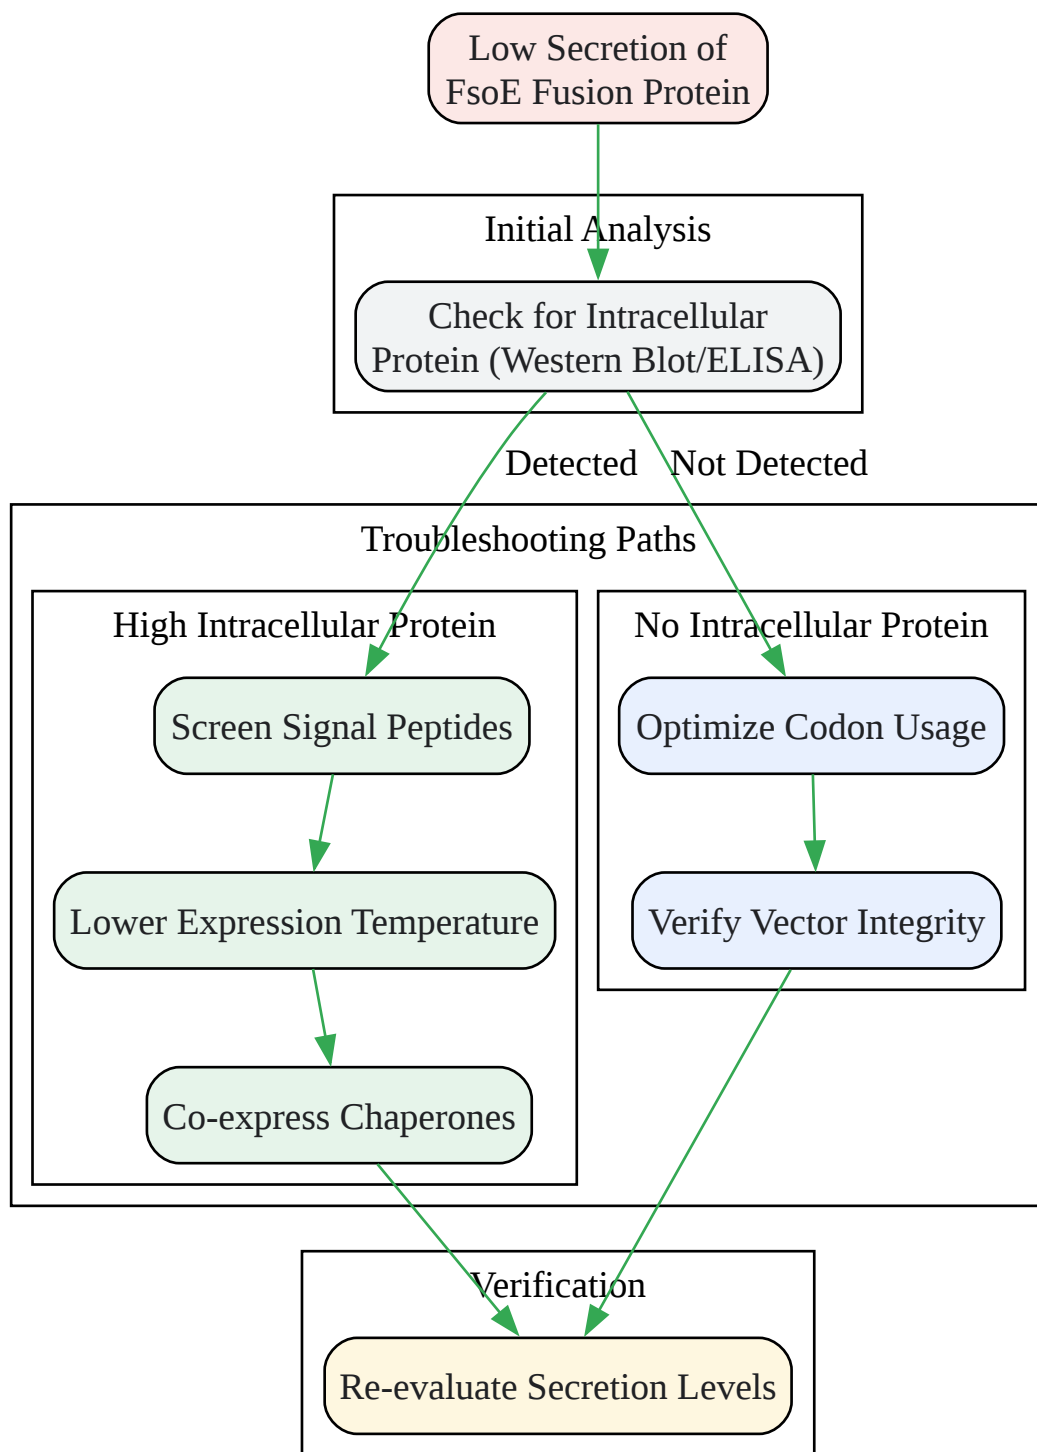 Low Secretion of
FsoE Fusion Protein
Initial Analysis
Check for Intracellular
Protein (Western Blot/ELISA)
Detected
Not Detected
Troubleshooting Paths
High Intracellular Protein
No Intracellular Protein
Screen Signal Peptides
Optimize Codon Usage
Lower Expression Temperature
Verify Vector Integrity
Co-express Chaperones
Verification
Re-evaluate Secretion Levels